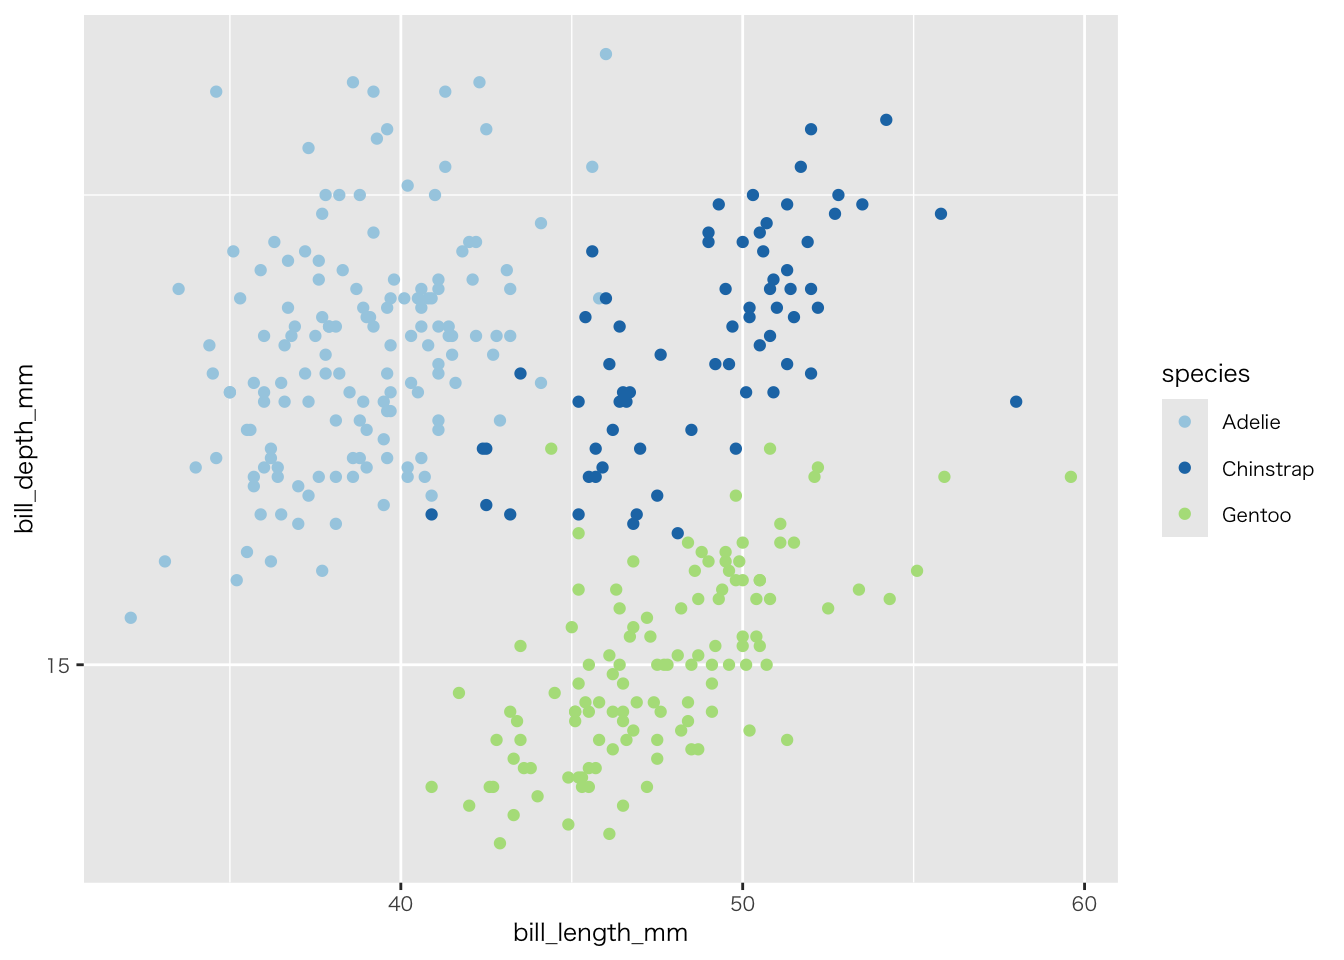 bill_depth_mm
15
40
50
60
bill_length_mm
species
Adelie
Chinstrap
Gentoo